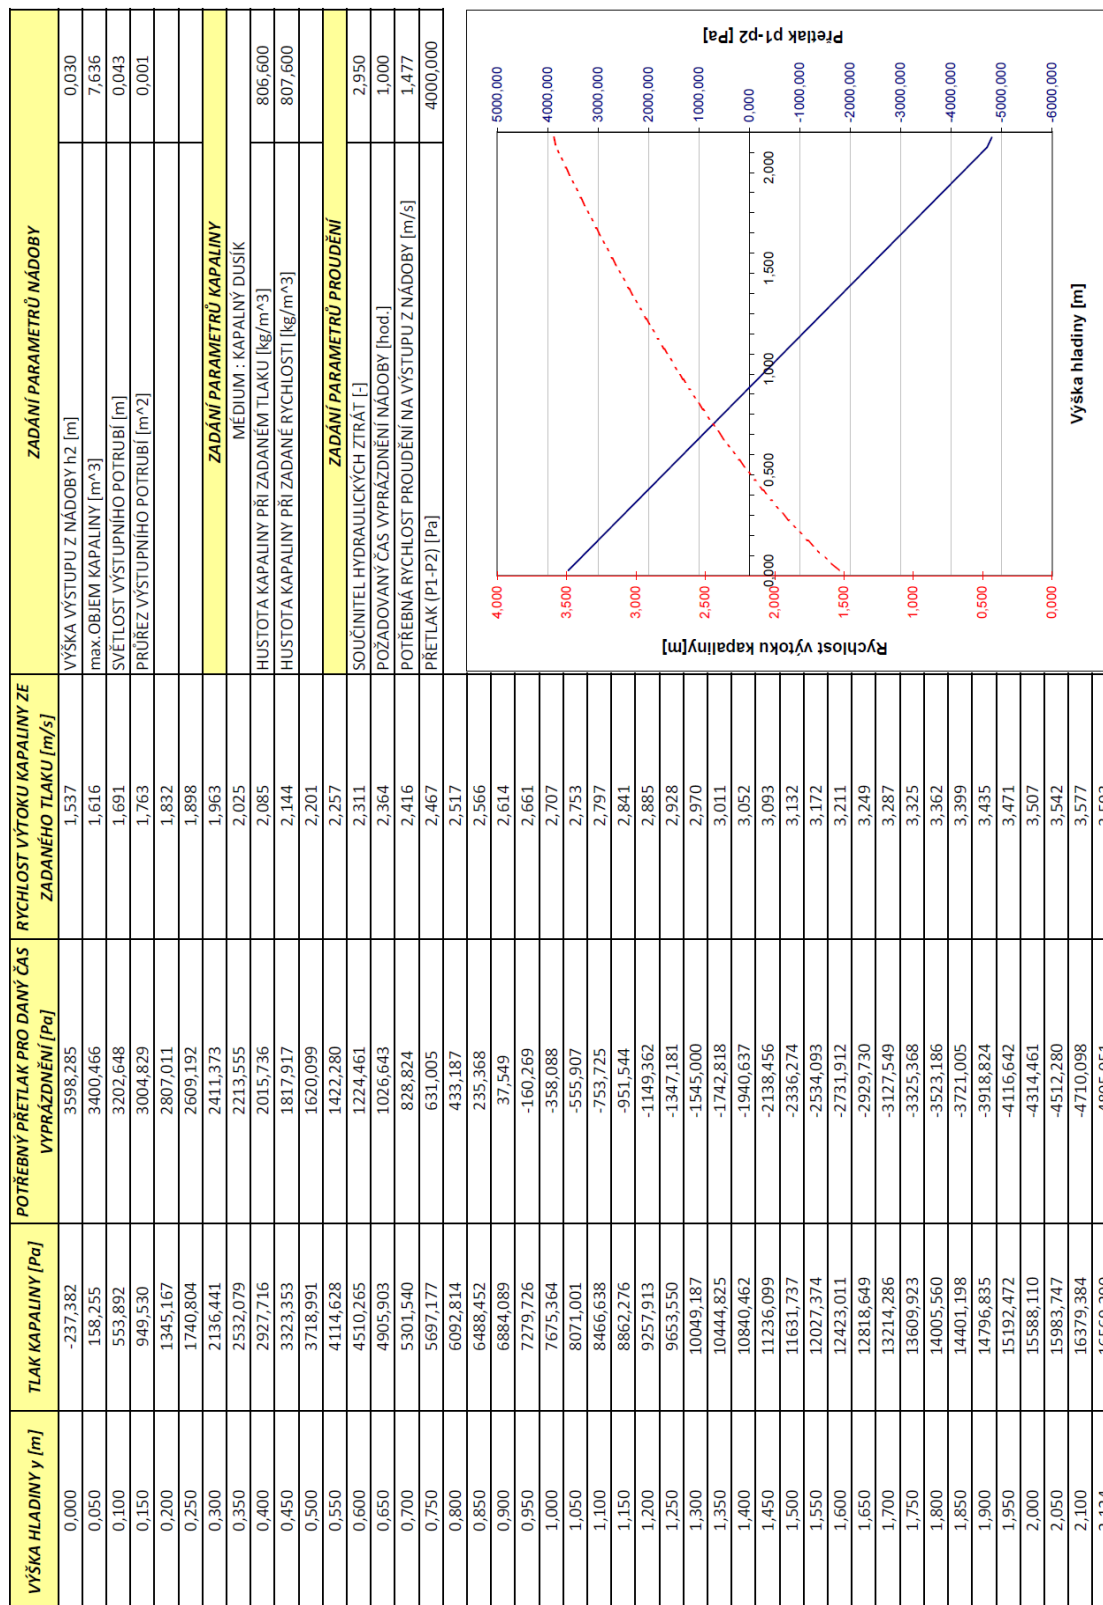 VÝŠKA HLADINY y [m] TLAK KAPALINY [Pa] POTŘEBNÝ PŘETLAK PRO DANÝ ČAS VYPRÁZDNĚNÍ [Pa] RYCHLOST VÝTOKU KAPALINY ZE ZADANÉHO TLAKU [m/s]
0,000 -237,382 3598,285 1,537
0,050 158,255 3400,466 1,616
0,100 553,892 3202,648 1,691
0,150 949,530 3004,829 1,763
0,200 1345,167 2807,011 1,832
0,250 1740,804 2609,192 1,898
0,300 2136,441 2411,373 1,963
0,350 2532,079 2213,555 2,025
0,400 2927,716 2015,736 2,085
0,450 3323,353 1817,917 2,144
0,500 3718,991 1620,099 2,201
0,550 4114,628 1422,280 2,257
0,600 4510,265 1224,461 2,311
0,650 4905,903 1026,643 2,364
0,700 5301,540 828,824 2,416
0,750 5697,177 631,005 2,467
0,800 6092,814 433,187 2,517
0,850 6488,452 235,368 2,566
0,900 6884,089 37,549 2,614
0,950 7279,726 -160,269 2,661
1,000 7675,364 -358,088 2,707
1,050 8071,001 -555,907 2,753
1,100 8466,638 -753,725 2,797
1,150 8862,276 -951,544 2,841
1,200 9257,913 -1149,362 2,885
1,250 9653,550 -1347,181 2,928
1,300 10049,187 -1545,000 2,970
1,350 10444,825 -1742,818 3,011
1,400 10840,462 -1940,637 3,052
1,450 11236,099 -2138,456 3,093
1,500 11631,737 -2336,274 3,132
1,550 12027,374 -2534,093 3,172
1,600 12423,011 -2731,912 3,211
1,650 12818,649 -2929,730 3,249
1,700 13214,286 -3127,549 3,287
1,750 13609,923 -3325,368 3,325
1,800 14005,560 -3523,186 3,362
1,850 14401,198 -3721,005 3,399
1,900 14796,835 -3918,824 3,435
1,950 15192,472 -4116,642 3,471
2,000 15588,110 -4314,461 3,507
2,050 15983,747 -4512,280 3,542
2,100 16379,384 -4710,098 3,577
ZADÁNÍ PARAMETRŮ NÁDOBY
VÝŠKA VÝSTUPU Z NÁDOBY h2 [m] 0,030
max.OBJEM KAPALINY [m^3] 7,636
SVĚTLOST VÝSTUPNÍHO POTRUBÍ [m] 0,043
PRŮŘEZ VÝSTUPNÍHO POTRUBÍ [m^2] 0,001
ZADÁNÍ PARAMETRŮ KAPALINY
MÉDIUM : KAPALNÝ DUSÍK
HUSTOTA KAPALINY PŘI ZADANÉM TLAKU [kg/m^3] 806,600
HUSTOTA KAPALINY PŘI ZADANÉ RYCHLOSTI [kg/m^3] 807,600
ZADÁNÍ PARAMETRŮ PROUDĚNÍ
SOUČINITEL HYDRAULICKÝCH ZTRÁT [-] 2,950
POŽADOVANÝ ČAS VYPRÁZDNĚNÍ NÁDOBY [hod.] 1,000
POTŘEBNÁ RYCHLOST PROUDĚNÍ NA VÝSTUPU Z NÁDOBY [m/s] 1,477
PŘETLAK (P1-P2) [Pa] 4000,000
Rychlost výtoku kapaliny[m]
4,000
3,500
3,000
2,500
2,000
1,500
1,000
0,500
0,000
0,000 0,500 1,000 1,500 2,000
Výška hladiny [m]
5000,000
4000,000
3000,000
2000,000
1000,000
0,000
-1000,000
-2000,000
-3000,000
-4000,000
-5000,000
-6000,000
Přetlak p1-p2 [Pa]